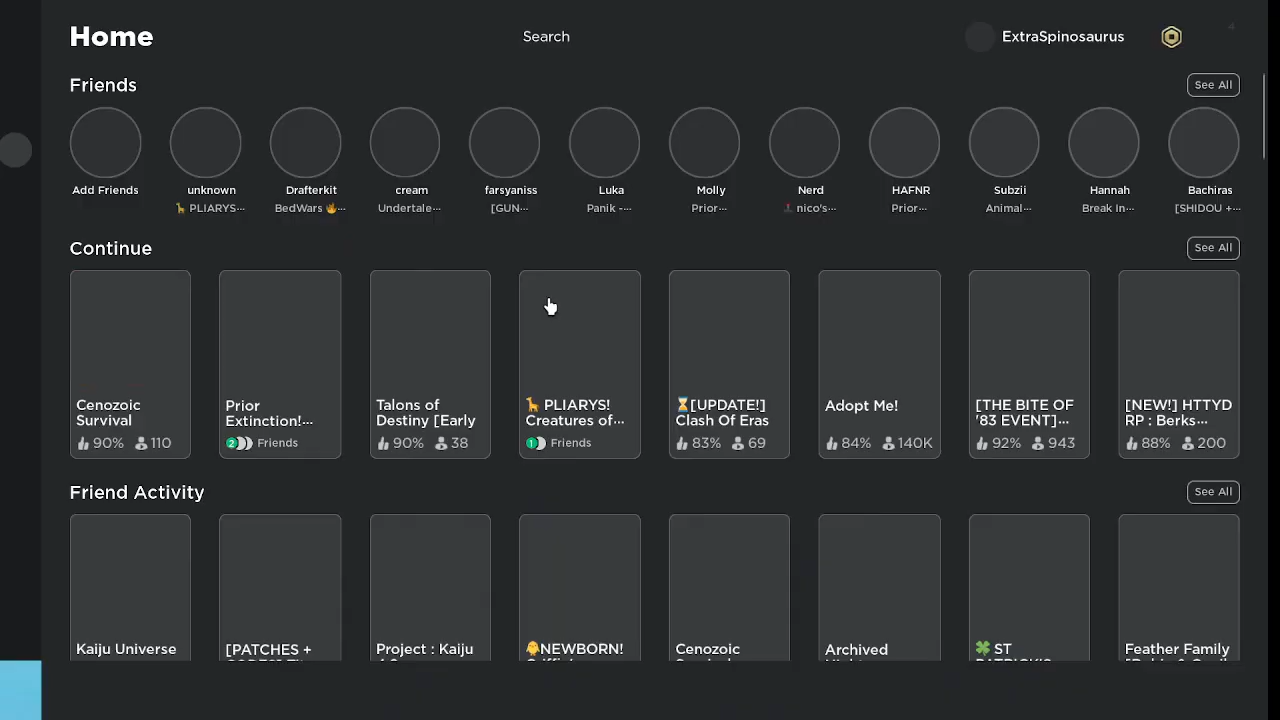 Home
Search
ExtraSpinosaurus
4
Friends
See All
Add Friends
unknown
Drafterkit
cream
farsyaniss
Luka
Molly
Nerd
HAFNR
Subzii
Hannah
Bachiras
🦒 PLIARYS...
BedWars 🔥...
Undertale...
[GUN...
Panik -...
Prior...
nico's...
Prior...
Animal...
Break In...
[SHIDOU +...
Continue
See All
Cenozoic
Survival
90% 110
Prior
Extinction!...
2 Friends
Talons of
Destiny [Early
90% 38
🦒 PLIARYS!
Creatures of...
1 Friends
⌛[UPDATE!]
Clash Of Eras
83% 69
Adopt Me!
84% 140K
[THE BITE OF
'83 EVENT]...
92% 943
[NEW!] HTTYD
RP : Berks...
88% 200
Friend Activity
See All
Kaiju Universe
[PATCHES +
Project : Kaiju
🐥NEWBORN!
Cenozoic
Archived
🍀 ST
Feather Family